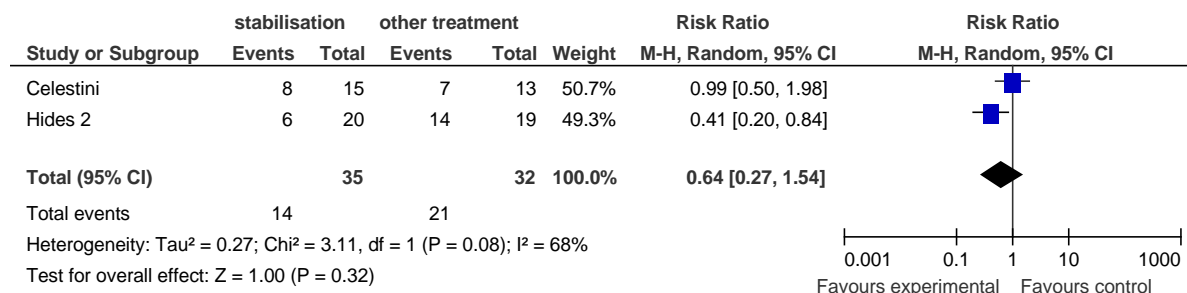 stabilisation other treatment Risk Ratio Risk Ratio
Study or Subgroup Events Total Events Total Weight M-H, Random, 95% CI M-H, Random, 95% CI
Celestini 8 15 7 13 50.7% 0.99 [0.50, 1.98]
Hides 2 6 20 14 19 49.3% 0.41 [0.20, 0.84]
Total (95% CI) 35 32 100.0% 0.64 [0.27, 1.54]
Total events 14 21
Heterogeneity: Tau² = 0.27; Chi² = 3.11, df = 1 (P = 0.08); I² = 68%
Test for overall effect: Z = 1.00 (P = 0.32)
0.001 0.1 1 10 1000
Favours experimental Favours control